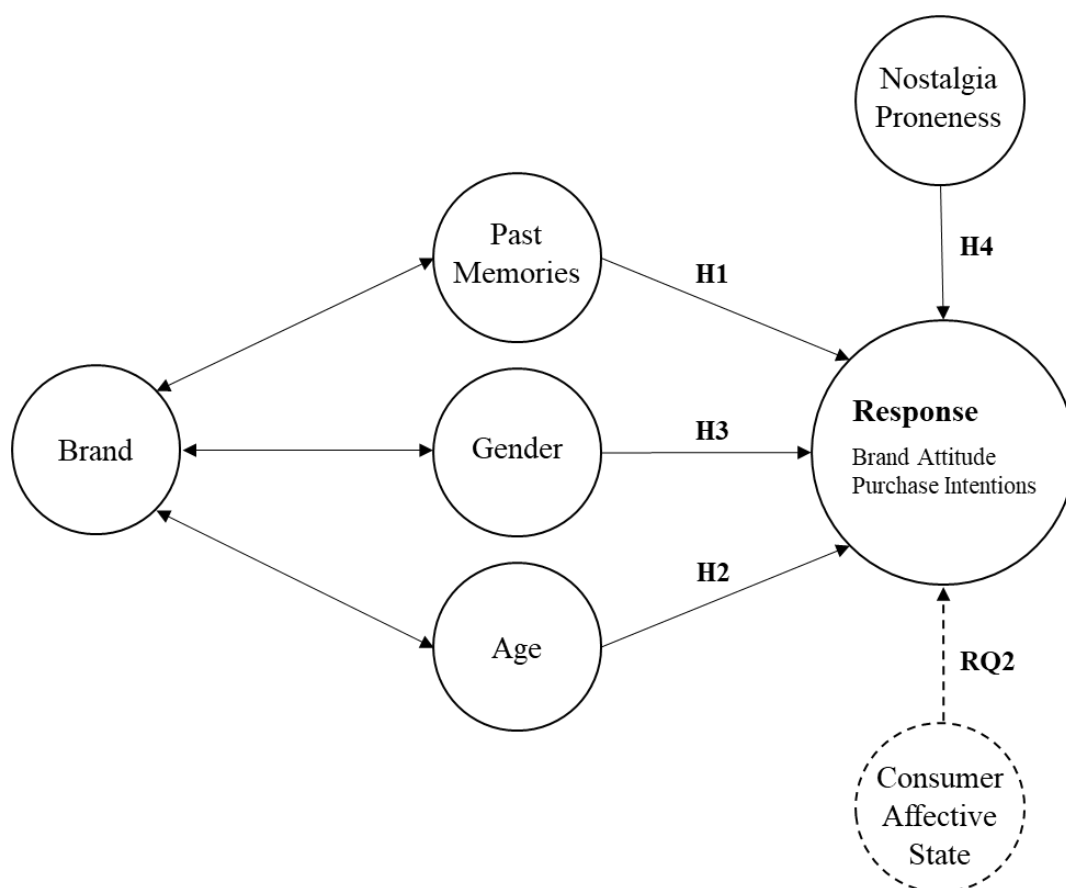 Nostalgia
Proneness
H4
Past
Memories
H1
Brand
Gender
H3
Response
Brand Attitude
Purchase Intentions
Age
H2
RQ2
Consumer
Affective
State